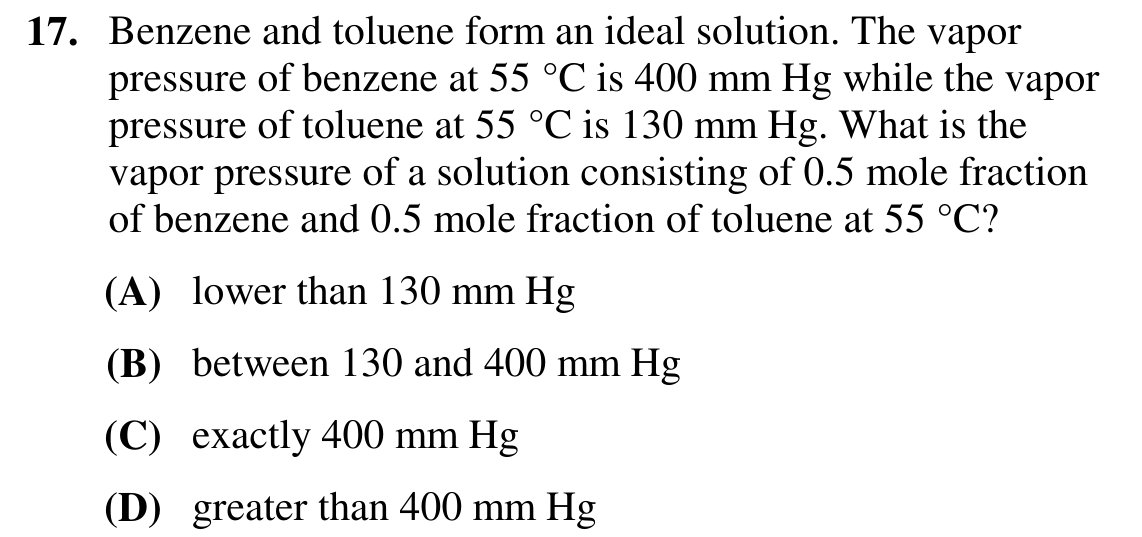 17. Benzene and toluene form an ideal solution. The vapor
pressure of benzene at 55 °C is 400 mm Hg while the vapor
pressure of toluene at 55 °C is 130 mm Hg. What is the
vapor pressure of a solution consisting of 0.5 mole fraction
of benzene and 0.5 mole fraction of toluene at 55 °C?
(A) lower than 130 mm Hg
(B) between 130 and 400 mm Hg
(C) exactly 400 mm Hg
(D) greater than 400 mm Hg